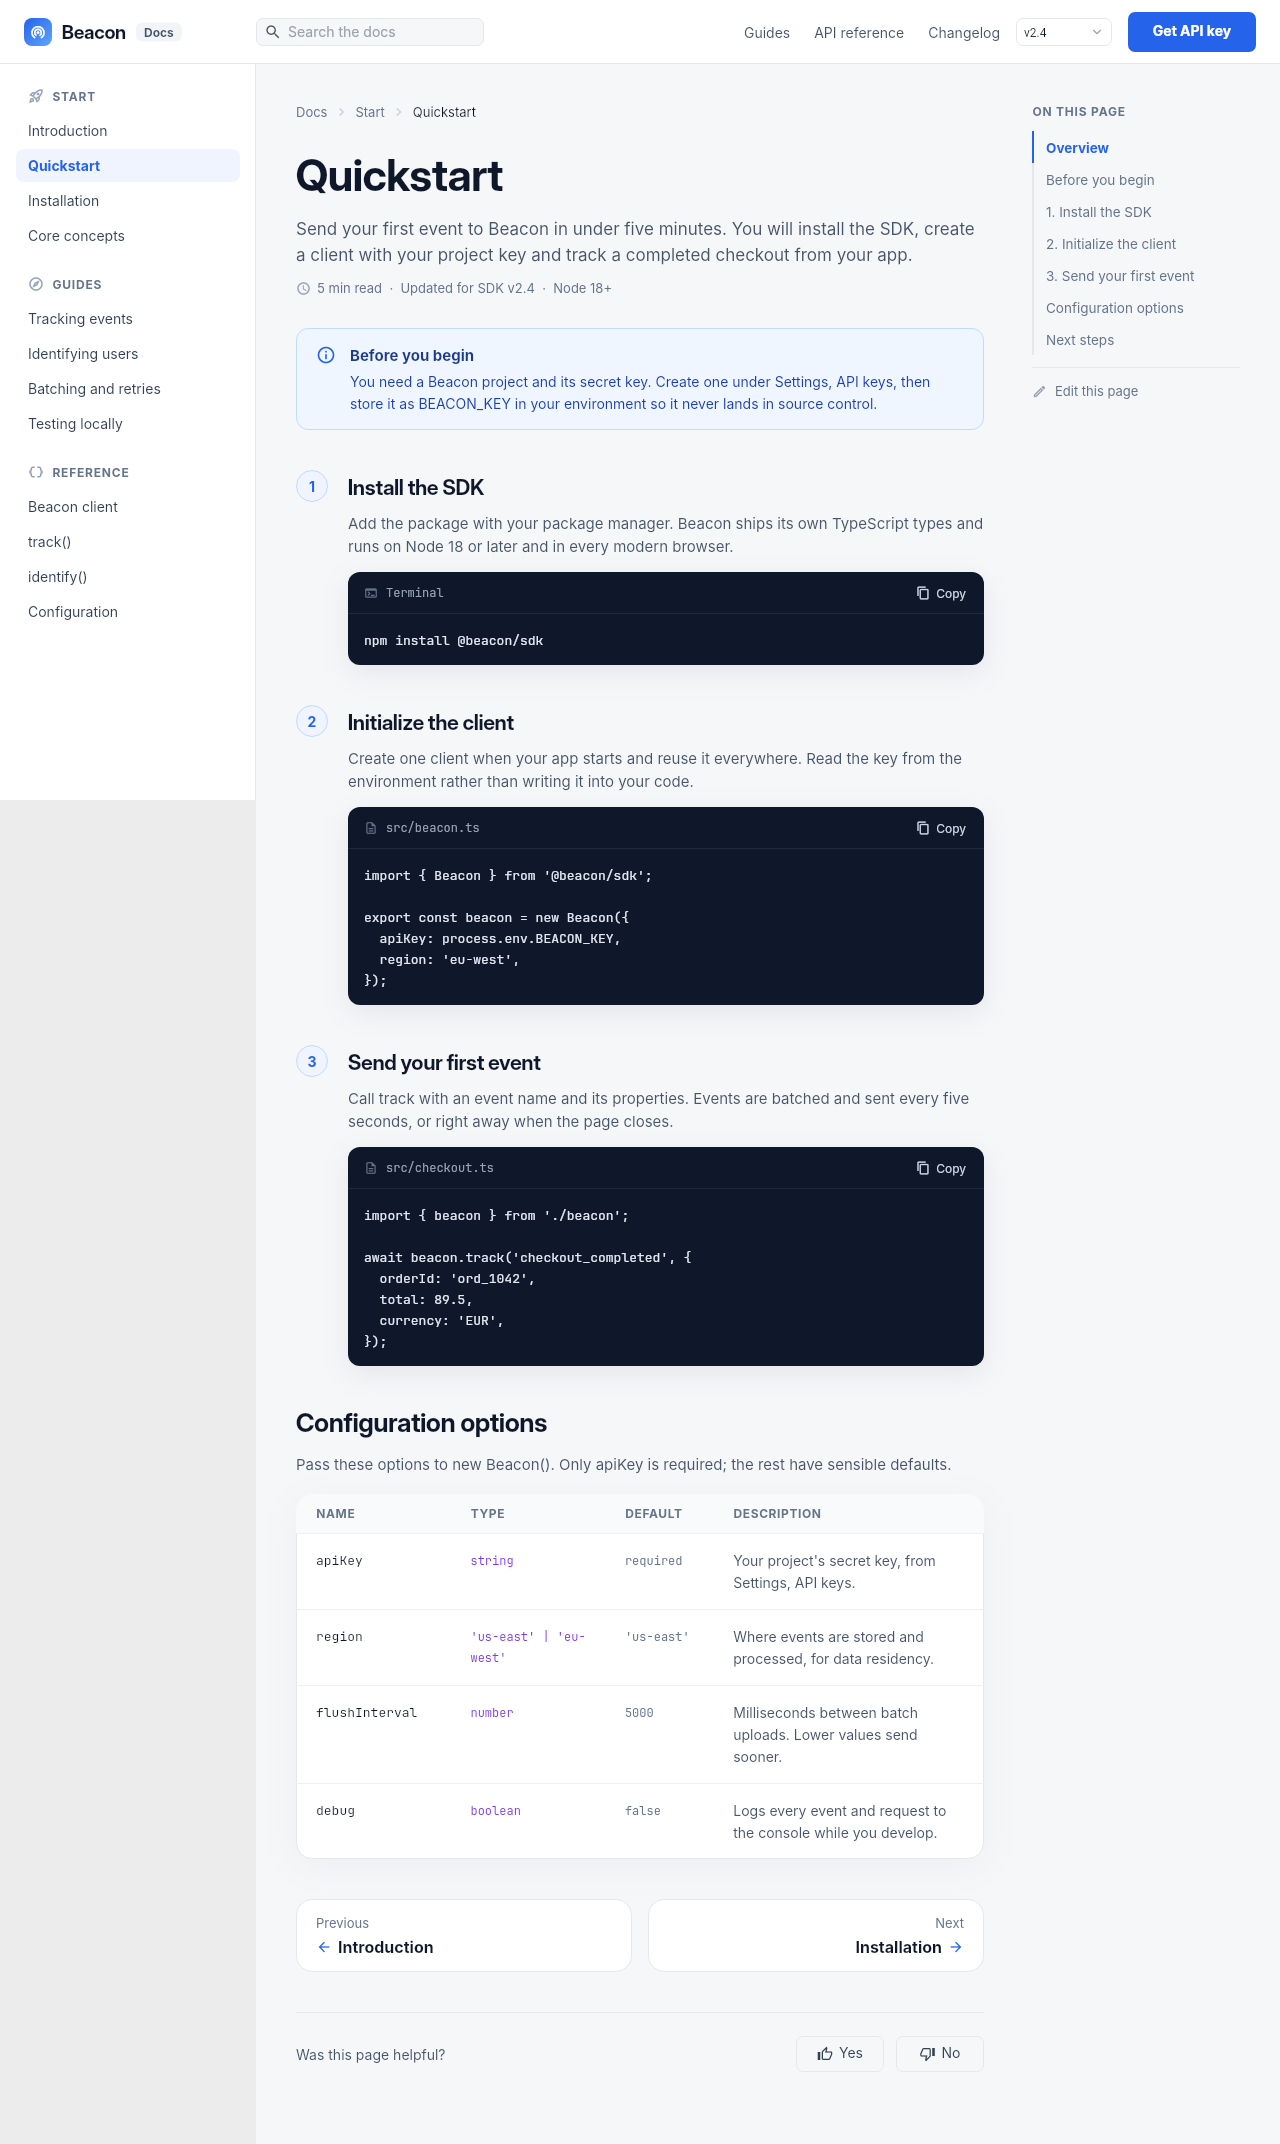 Beacon
Docs
Search the docs
Guides
API reference
Changelog
v2.4
Get API key
START
Introduction
Quickstart
Installation
Core concepts
GUIDES
Tracking events
Identifying users
Batching and retries
Testing locally
REFERENCE
Beacon client
track()
identify()
Configuration
Docs
Start
Quickstart
Quickstart
Send your first event to Beacon in under five minutes. You will install the SDK, create
a client with your project key and track a completed checkout from your app.
5 min read · Updated for SDK v2.4 · Node 18+
Before you begin
You need a Beacon project and its secret key. Create one under Settings, API keys, then
store it as BEACON_KEY in your environment so it never lands in source control.
1
Install the SDK
Add the package with your package manager. Beacon ships its own TypeScript types and
runs on Node 18 or later and in every modern browser.
Terminal
Copy
npm install @beacon/sdk
2
Initialize the client
Create one client when your app starts and reuse it everywhere. Read the key from the
environment rather than writing it into your code.
src/beacon.ts
Copy
import { Beacon } from '@beacon/sdk';
export const beacon = new Beacon({
  apiKey: process.env.BEACON_KEY,
  region: 'eu-west',
});
3
Send your first event
Call track with an event name and its properties. Events are batched and sent every five
seconds, or right away when the page closes.
src/checkout.ts
Copy
import { beacon } from './beacon';
await beacon.track('checkout_completed', {
  orderId: 'ord_1042',
  total: 89.5,
  currency: 'EUR',
});
Configuration options
Pass these options to new Beacon(). Only apiKey is required; the rest have sensible defaults.
NAME TYPE DEFAULT DESCRIPTION
apiKey string required Your project's secret key, from
Settings, API keys.
region 'us-east' | 'eu- 'us-east' Where events are stored and
west' processed, for data residency.
flushInterval number 5000 Milliseconds between batch
uploads. Lower values send
sooner.
debug boolean false Logs every event and request to
the console while you develop.
Previous
Introduction
Next
Installation
Was this page helpful?
Yes
No
ON THIS PAGE
Overview
Before you begin
1. Install the SDK
2. Initialize the client
3. Send your first event
Configuration options
Next steps
Edit this page